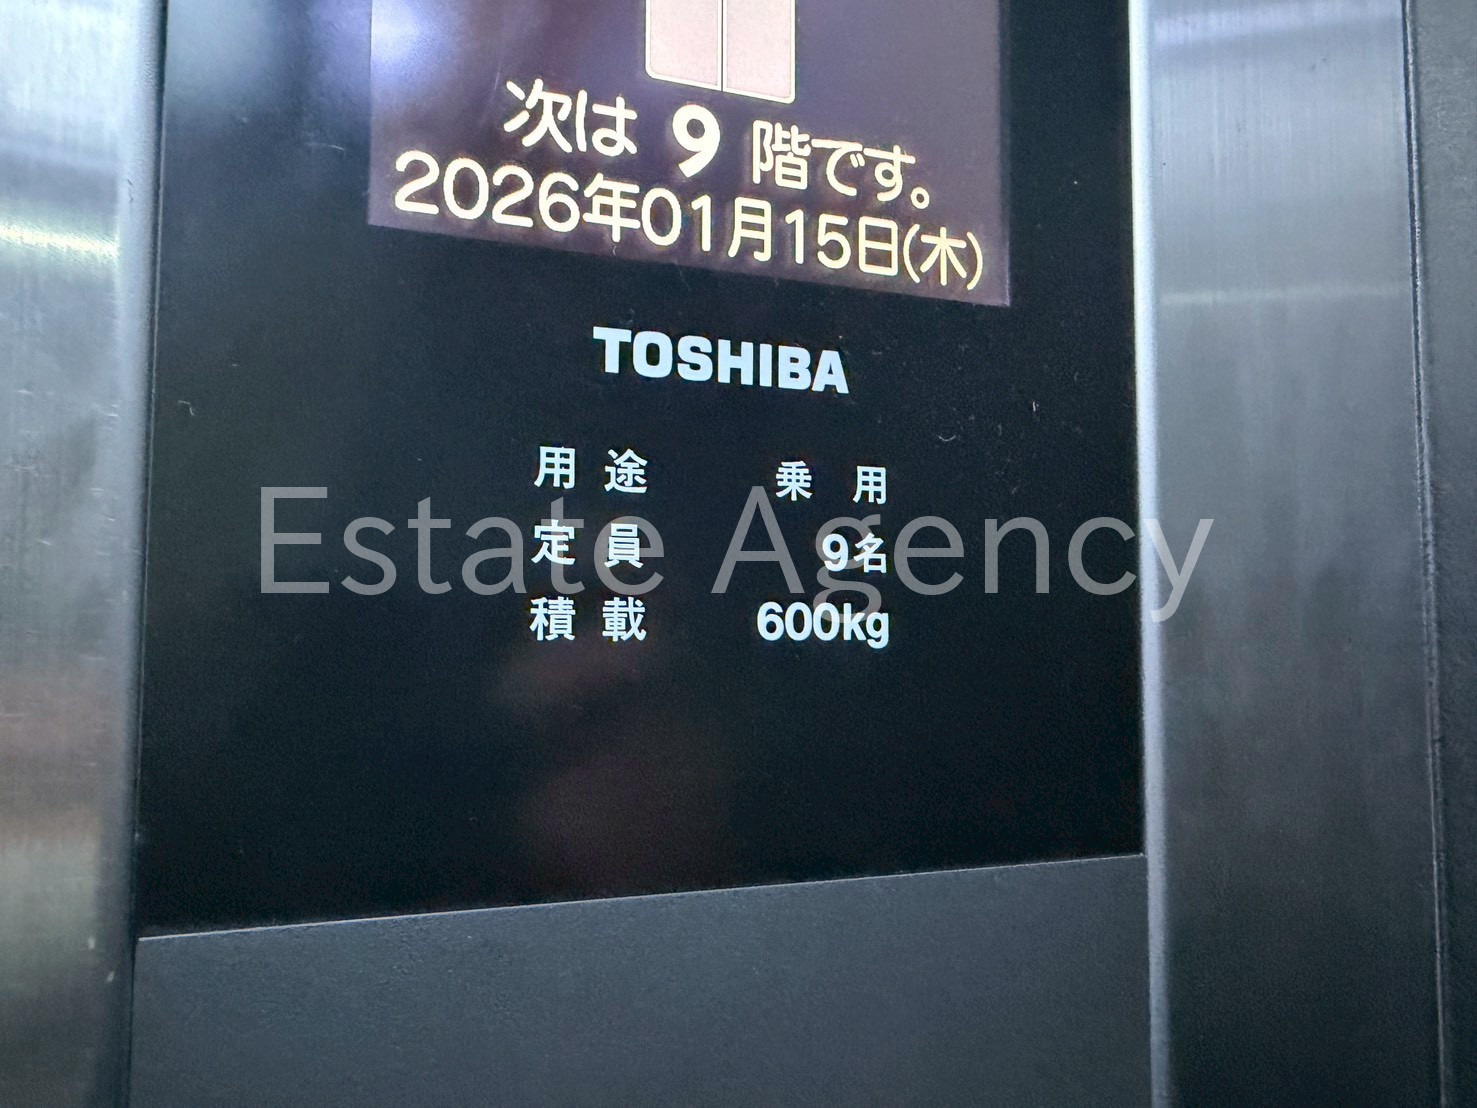 次は 9 階です。
2026年01月15日(木)
TOSHIBA
用途 乗用
定員 9名
積載 600kg
Estate Agency